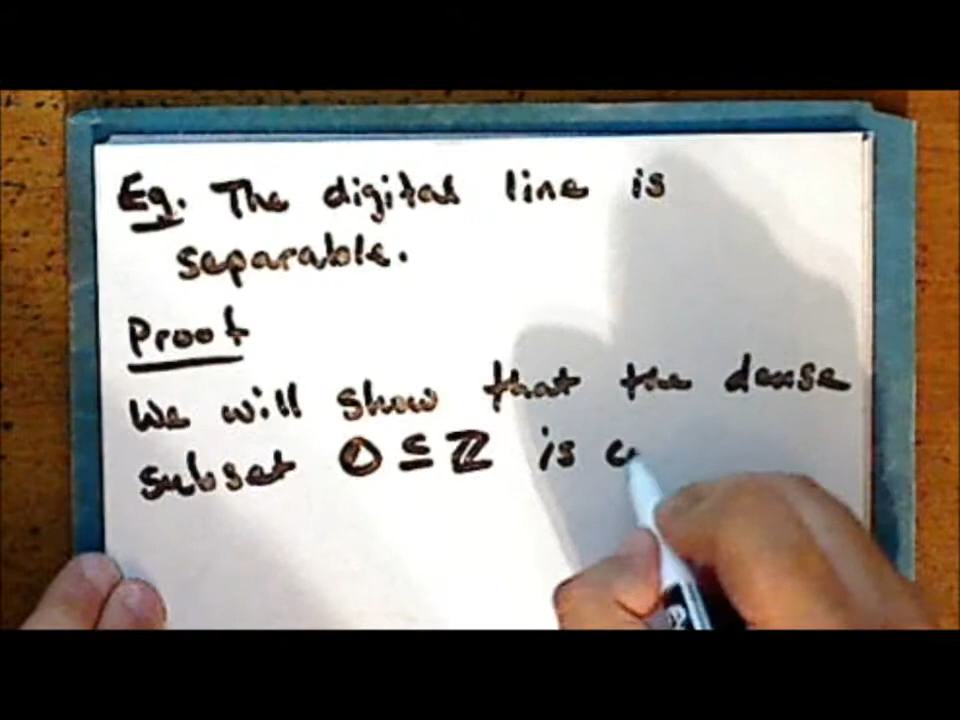 Eg. The digital line is
separable.
Proof
We will show that the dense
subset 𝕆 ⊆ ℤ is c